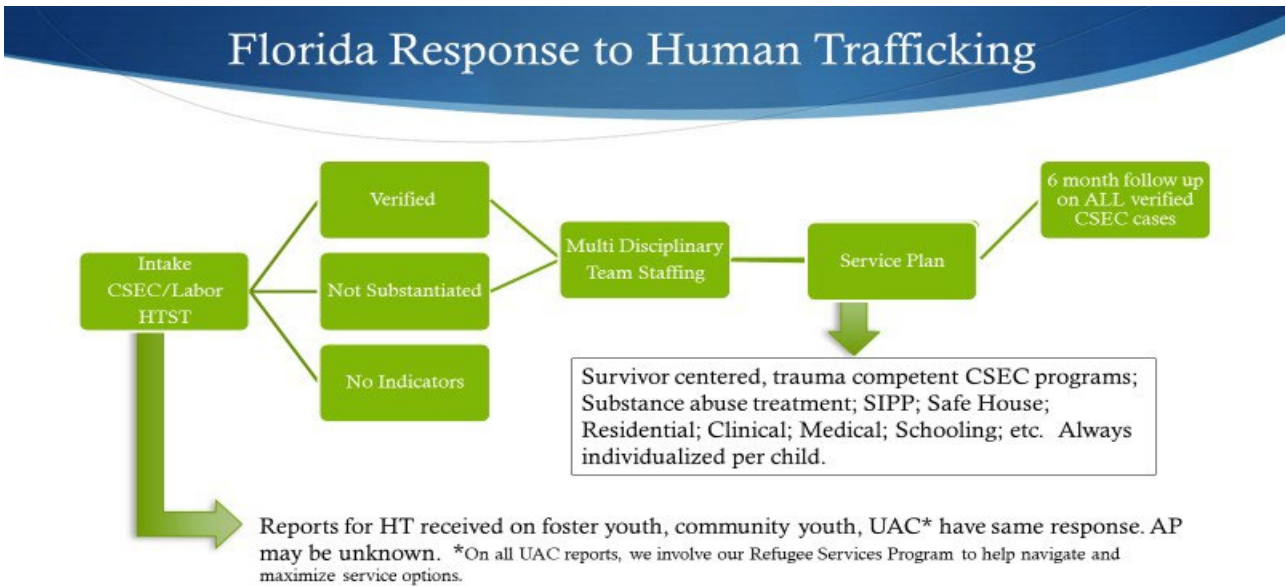 Florida Response to Human Trafficking
Intake
CSEC/Labor
HTST
Verified
Not Substantiated
No Indicators
Multi Disciplinary
Team Staffing
Service Plan
6 month follow up
on ALL verified
CSEC cases
Survivor centered, trauma competent CSEC programs;
Substance abuse treatment; SIPP; Safe House;
Residential; Clinical; Medical; Schooling; etc. Always
individualized per child.
Reports for HT received on foster youth, community youth, UAC* have same response. AP
may be unknown. *On all UAC reports, we involve our Refugee Services Program to help navigate and
maximize service options.